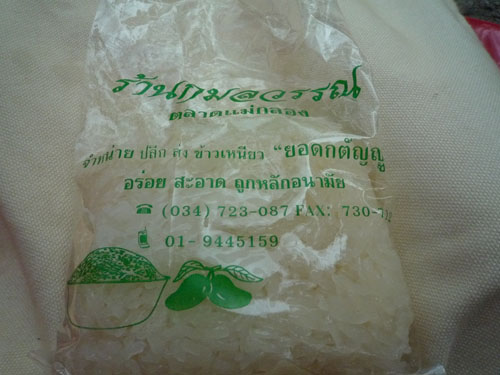 ร้านกมลวรรณ
ตลาดแม่กลอง
จำหน่าย ปลีก ส่ง ข้าวเหนียว "ยอดกตัญญู
อร่อย สะอาด ถูกหลักอนามัย
(034) 723-087 FAX: 730-
01- 9445159